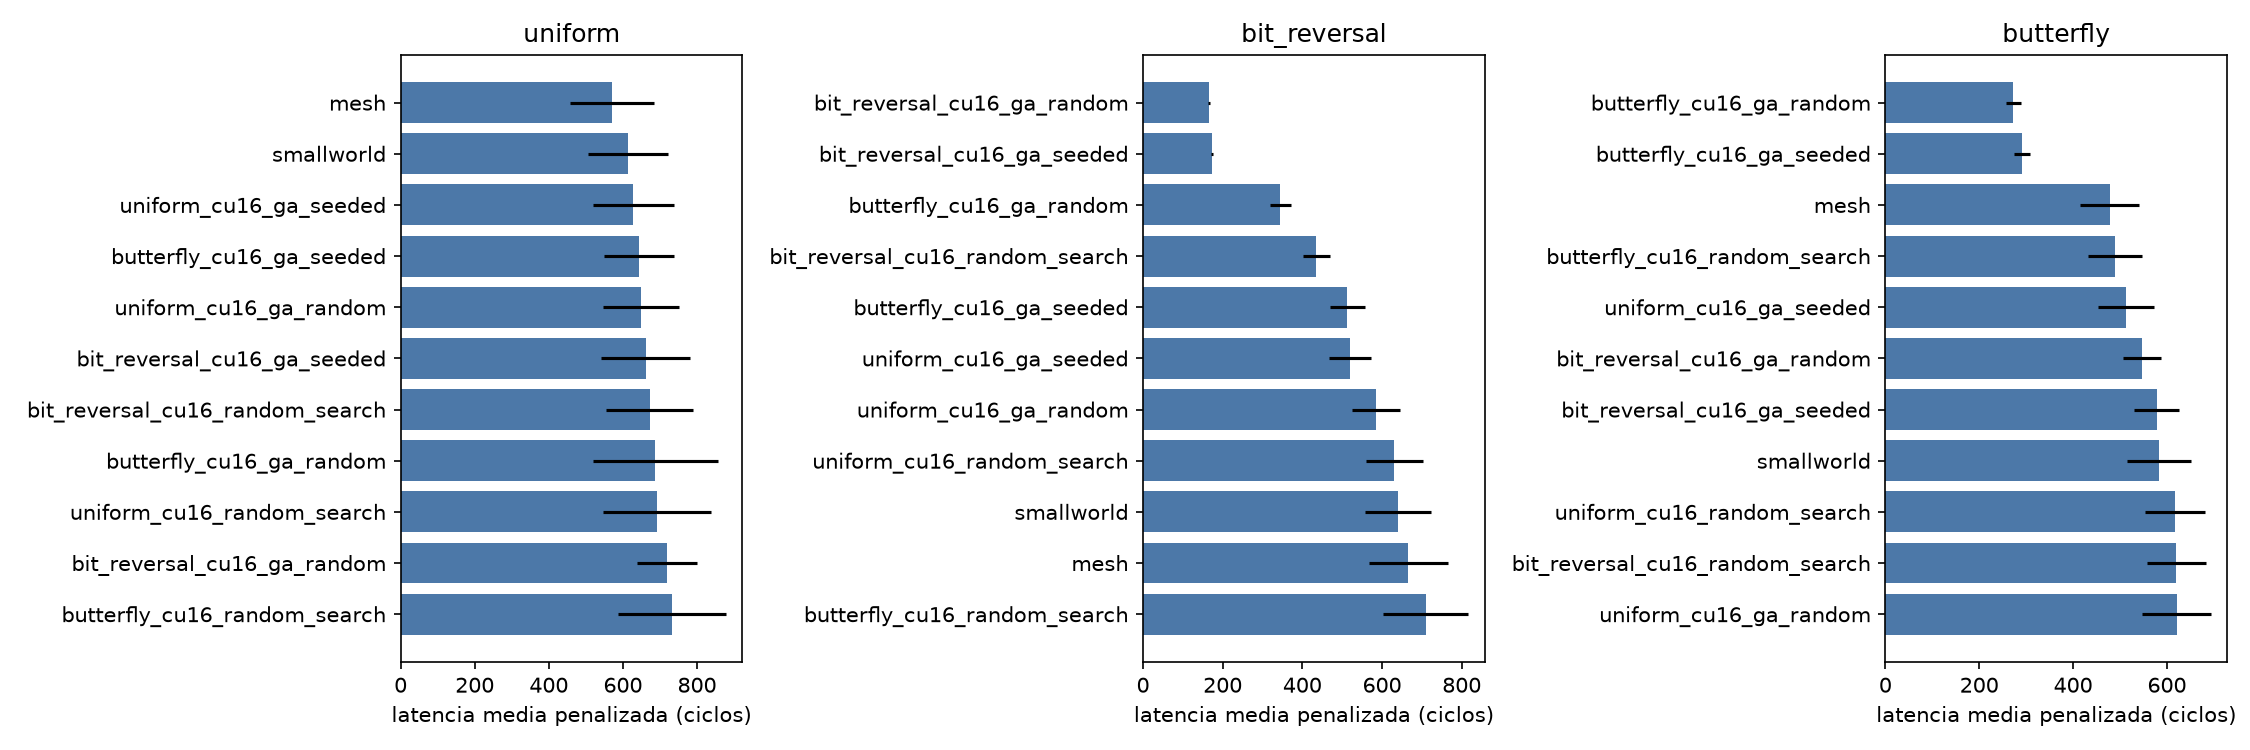 uniform
mesh
smallworld
uniform_cu16_ga_seeded
butterfly_cu16_ga_seeded
uniform_cu16_ga_random
bit_reversal_cu16_ga_seeded
bit_reversal_cu16_random_search
butterfly_cu16_ga_random
uniform_cu16_random_search
bit_reversal_cu16_ga_random
butterfly_cu16_random_search
0 200 400 600 800
latencia media penalizada (ciclos)
bit_reversal
bit_reversal_cu16_ga_random
bit_reversal_cu16_ga_seeded
butterfly_cu16_ga_random
bit_reversal_cu16_random_search
butterfly_cu16_ga_seeded
uniform_cu16_ga_seeded
uniform_cu16_ga_random
uniform_cu16_random_search
smallworld
mesh
butterfly_cu16_random_search
0 200 400 600 800
latencia media penalizada (ciclos)
butterfly
butterfly_cu16_ga_random
butterfly_cu16_ga_seeded
mesh
butterfly_cu16_random_search
uniform_cu16_ga_seeded
bit_reversal_cu16_ga_random
bit_reversal_cu16_ga_seeded
smallworld
uniform_cu16_random_search
bit_reversal_cu16_random_search
uniform_cu16_ga_random
0 200 400 600
latencia media penalizada (ciclos)